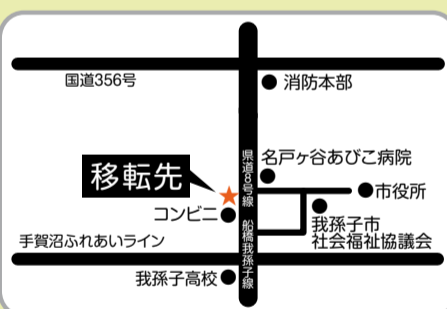 国道356号
消防本部
県道8号線 船橋我孫子線
名戸ヶ谷あびこ病院
移転先
市役所
コンビニ
我孫子市
社会福祉協議会
手賀沼ふれあいライン
我孫子高校